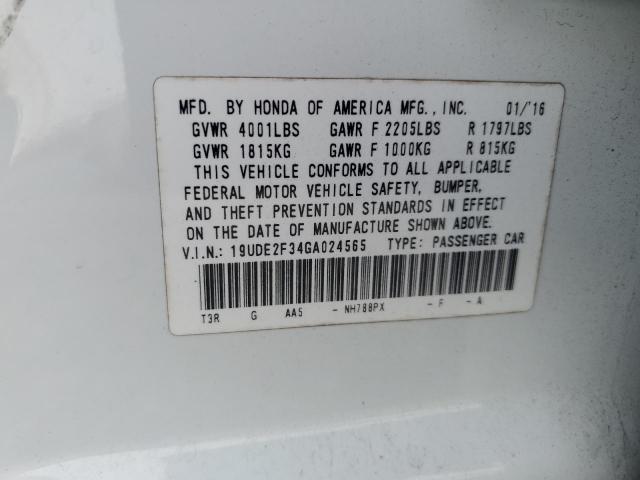 MFD. BY HONDA OF AMERICA MFG., INC. 01/'16
GVWR 4001LBS GAWR F 2205LBS R 1797LBS
GVWR 1815KG GAWR F 1000KG R 815KG
THIS VEHICLE CONFORMS TO ALL APPLICABLE
FEDERAL MOTOR VEHICLE SAFETY, BUMPER,
AND THEFT PREVENTION STANDARDS IN EFFECT
ON THE DATE OF MANUFACTURE SHOWN ABOVE.
V.I.N.: 19UDE2F34GA024565 TYPE: PASSENGER CAR
T3R G AA5 - NH788PX - F - A